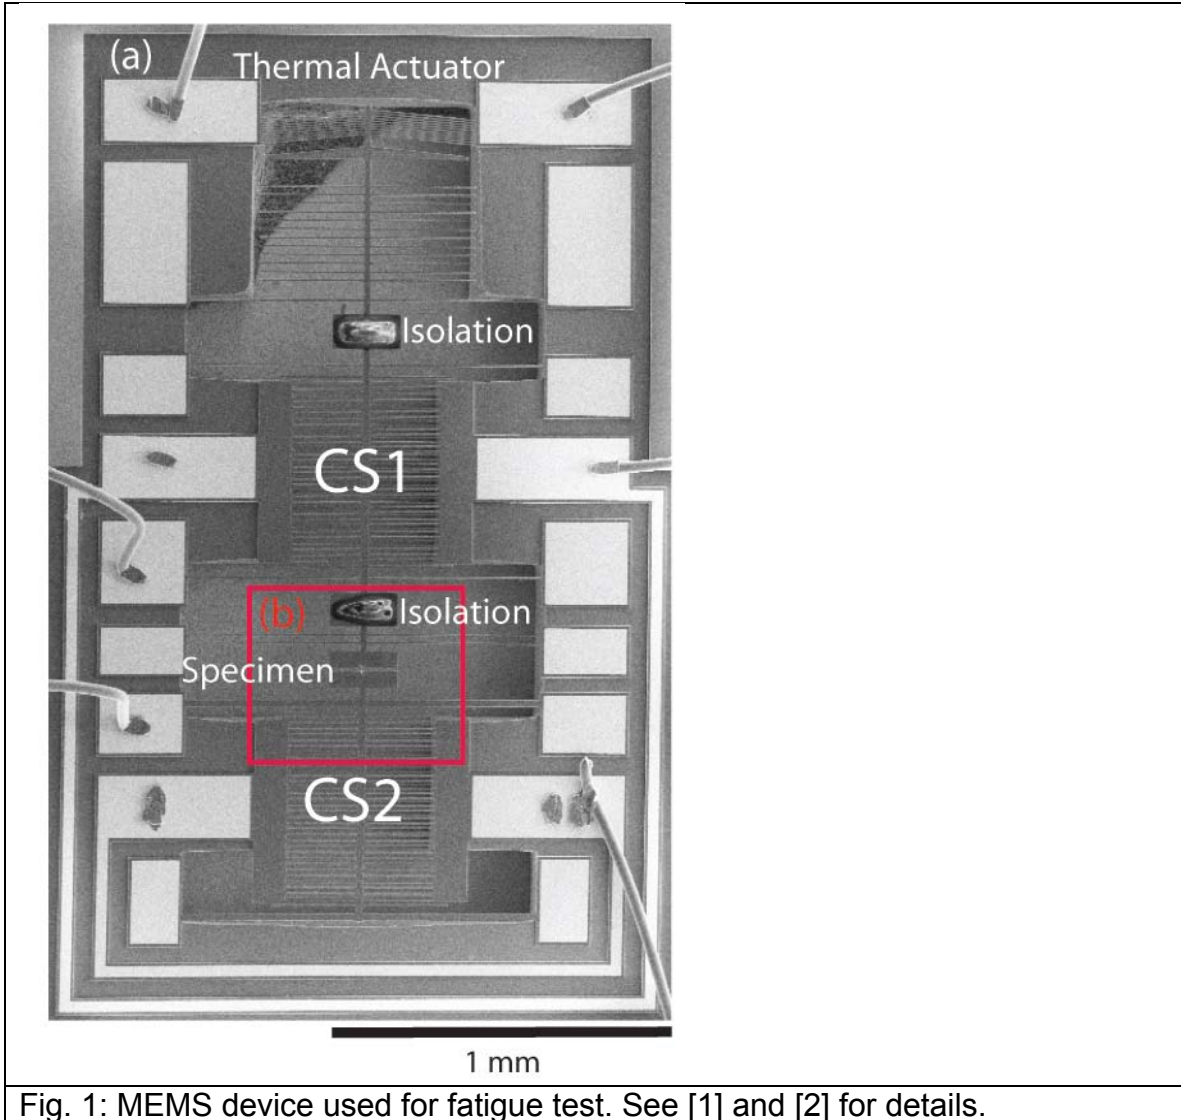 (a)
Thermal Actuator
Isolation
CS1
(b)
Isolation
Specimen
CS2
1 mm
Fig. 1: MEMS device used for fatigue test. See [1] and [2] for details.